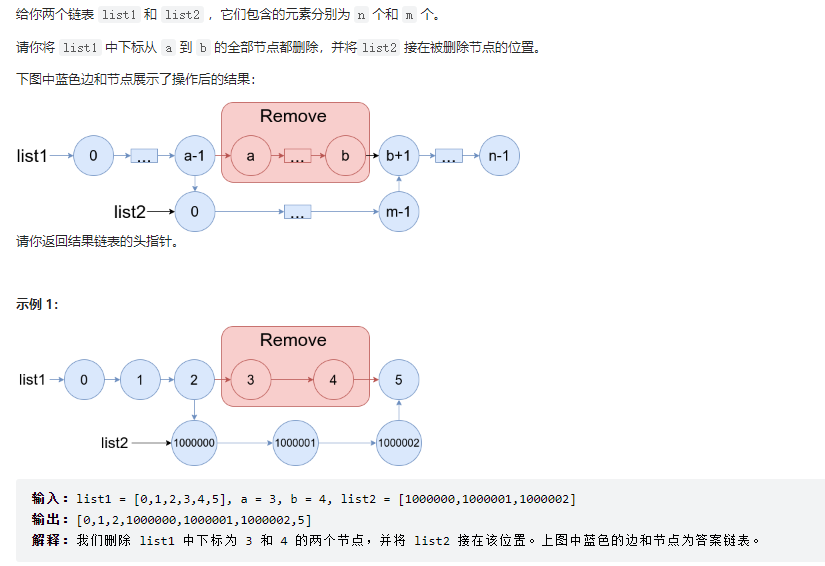 给你两个链表 list1 和 list2 ，它们包含的元素分别为 n 个和 m 个。
请你将 list1 中下标从 a 到 b 的全部节点都删除，并将 list2 接在被删除节点的位置。
下图中蓝色边和节点展示了操作后的结果：
Remove
list1 0 ... a-1 a ... b b+1 ... n-1
list2 0 ... m-1
请你返回结果链表的头指针。
示例 1：
Remove
list1 0 1 2 3 4 5
list2 1000000 1000001 1000002
输入：list1 = [0,1,2,3,4,5], a = 3, b = 4, list2 = [1000000,1000001,1000002]
输出：[0,1,2,1000000,1000001,1000002,5]
解释：我们删除 list1 中下标为 3 和 4 的两个节点，并将 list2 接在该位置。上图中蓝色的边和节点为答案链表。